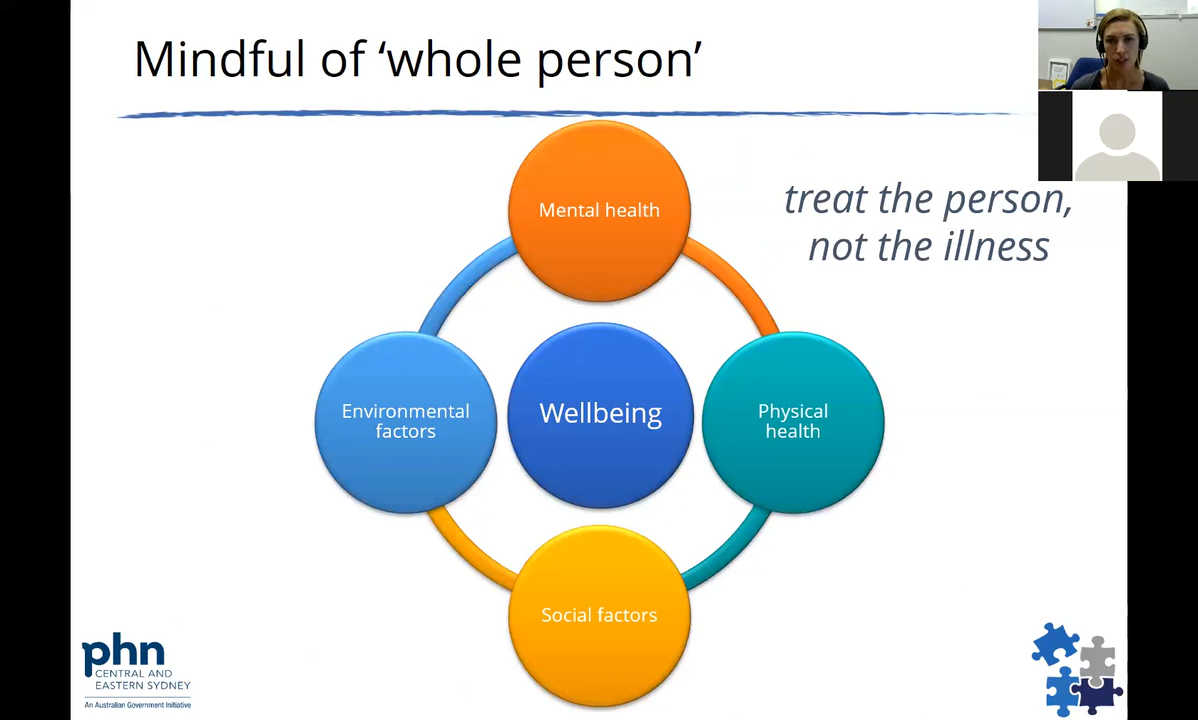 Mindful of ‘whole person’
treat the person,
not the illness
Mental health
Environmental
factors
Wellbeing
Physical
health
Social factors
phn
CENTRAL AND
EASTERN SYDNEY
An Australian Government Initiative